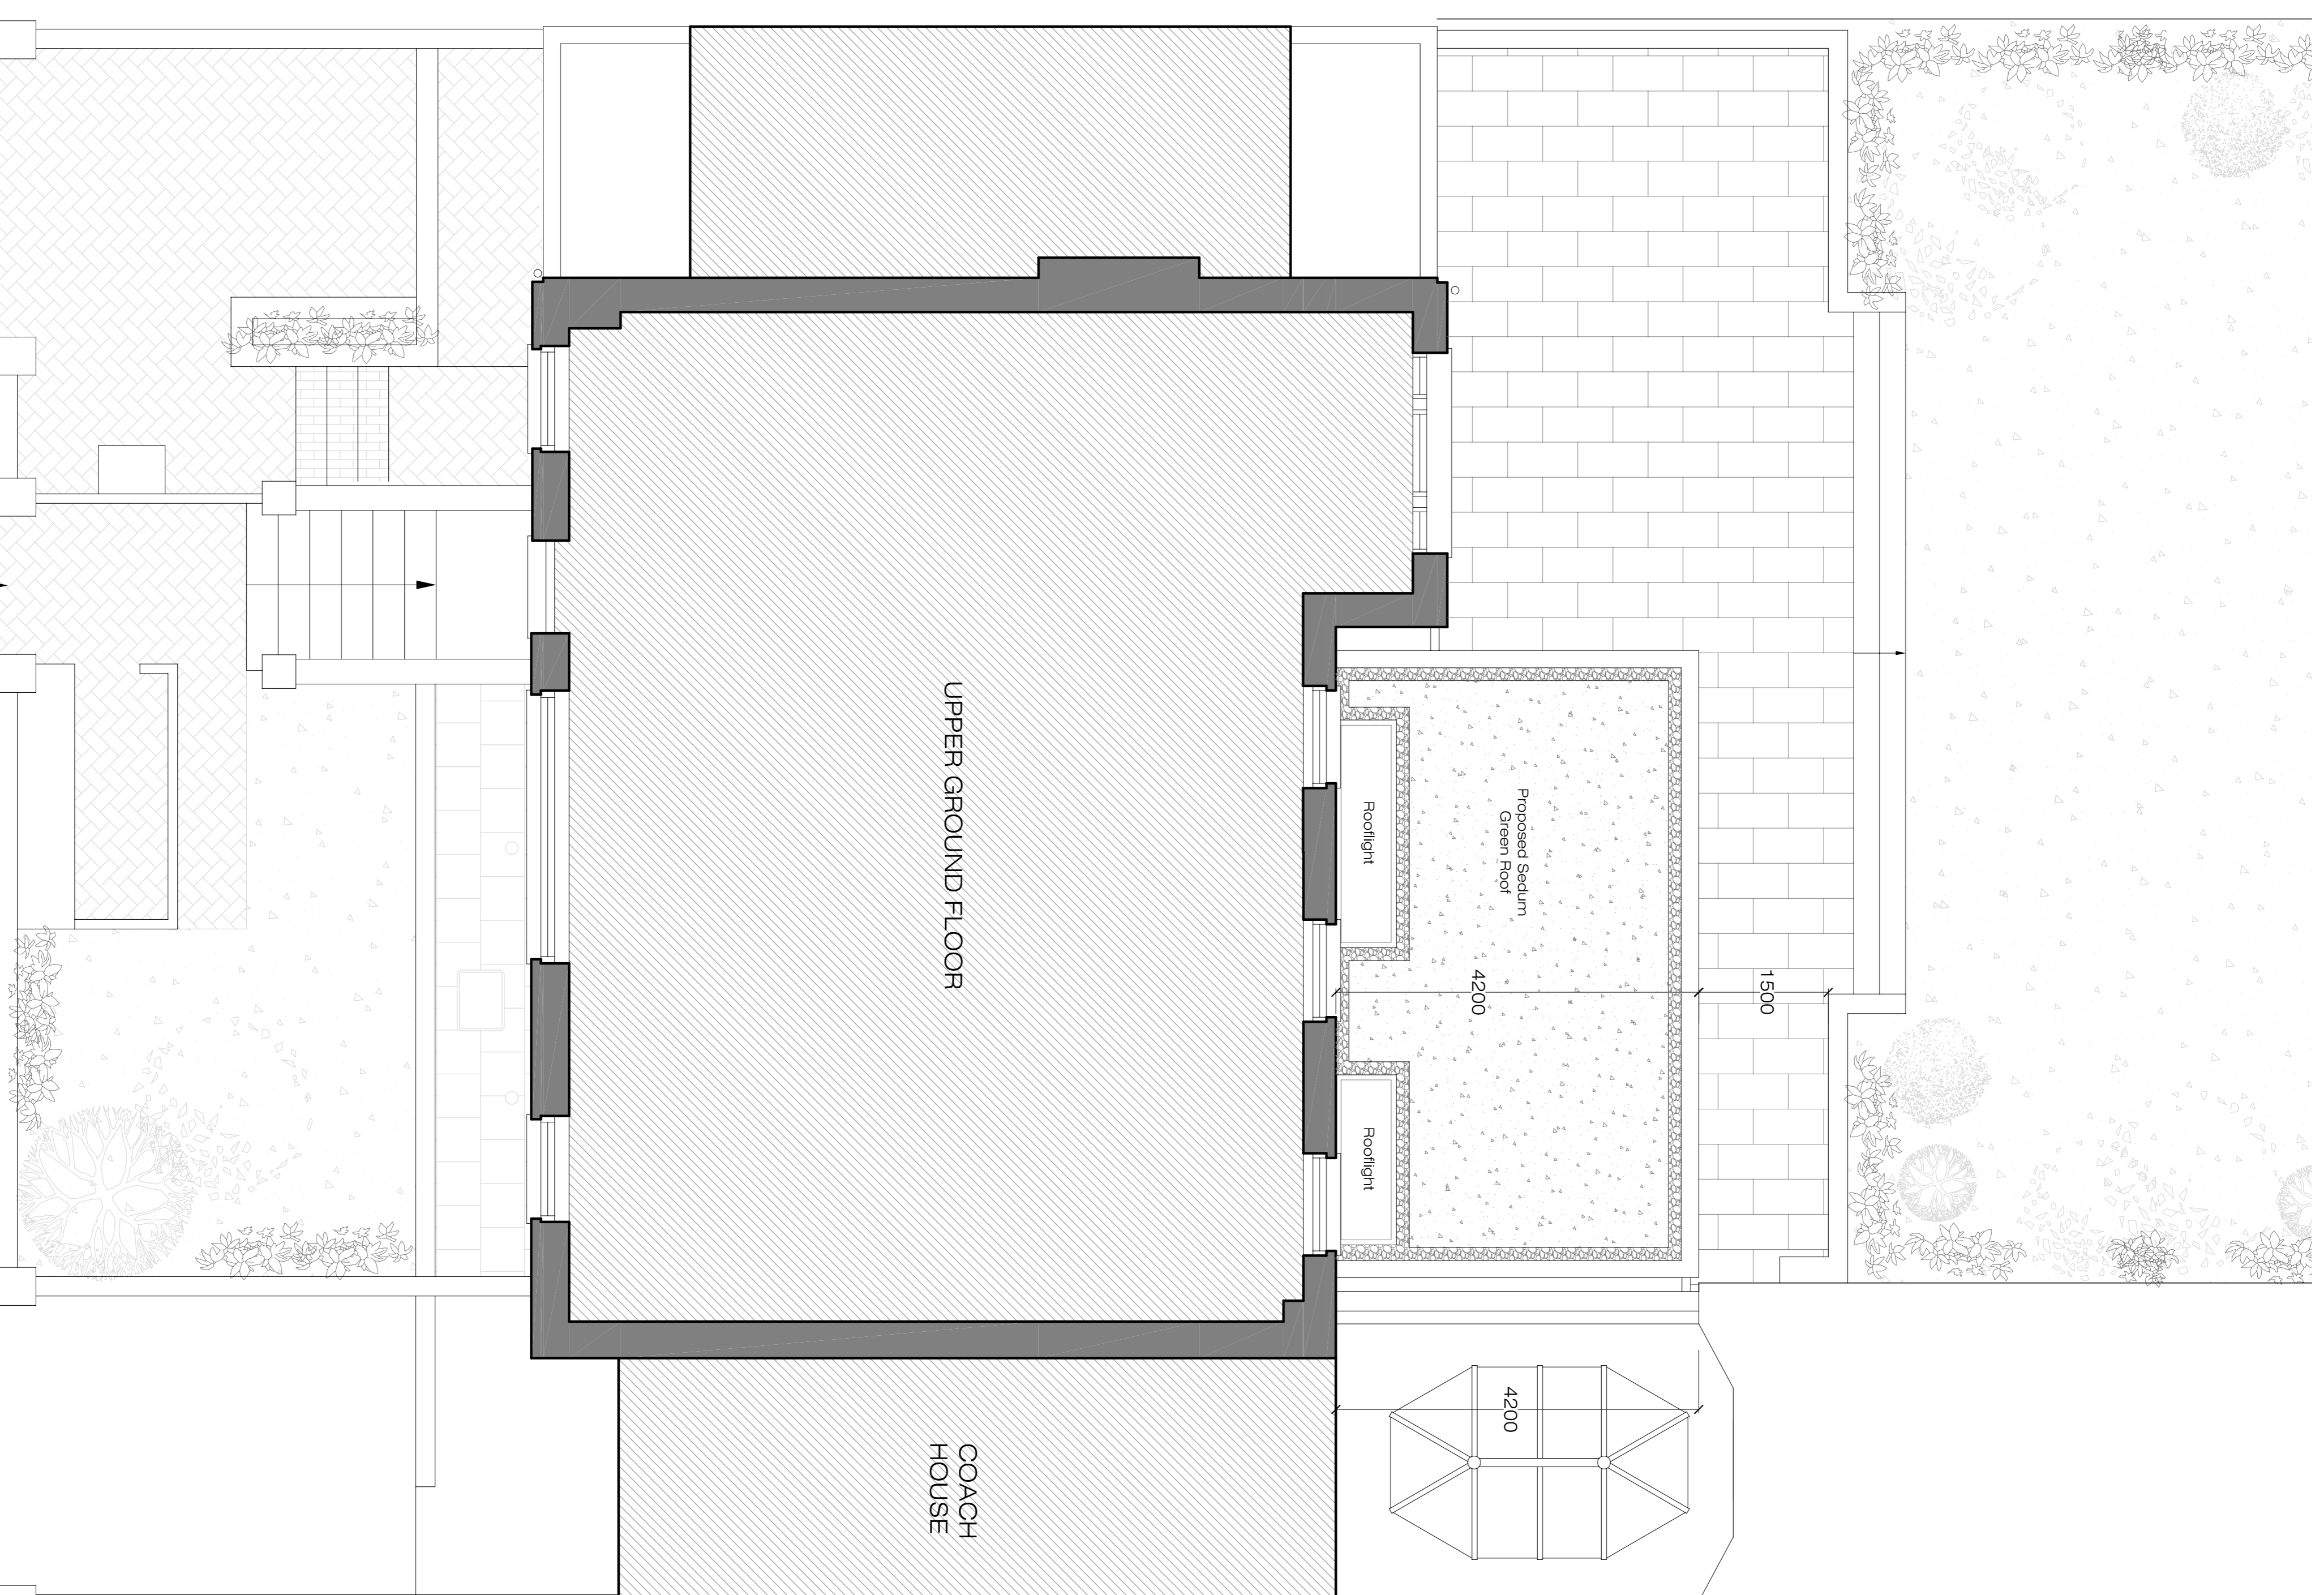 UPPER GROUND FLOOR
Proposed Sedum
Green Roof
Rooflight
Rooflight
4200
1500
4200
COACH
HOUSE